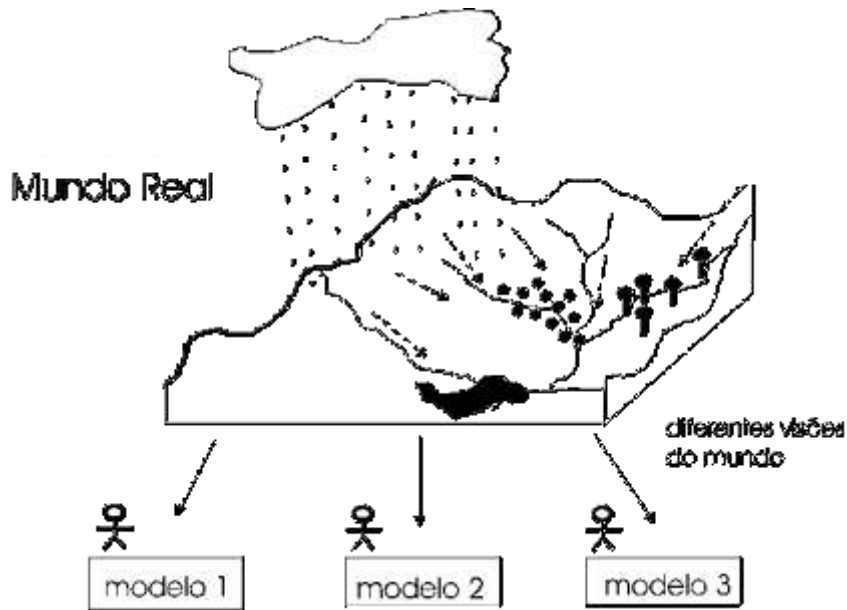 Mundo Real
diferentes visões
do mundo
modelo 1
modelo 2
modelo 3